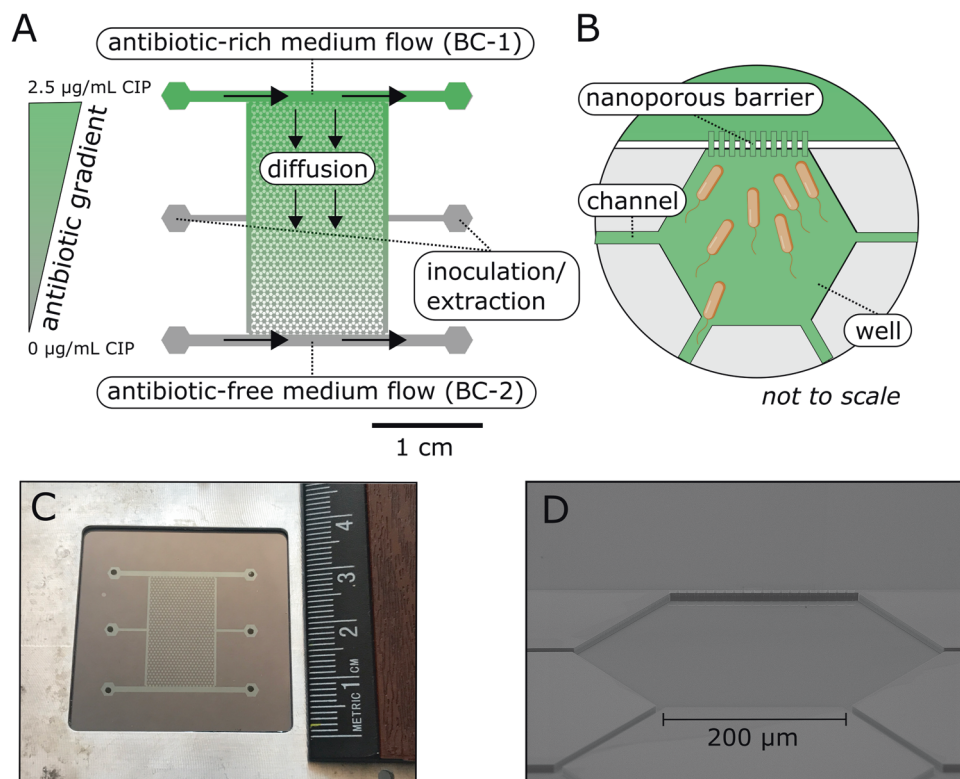 A
antibiotic-rich medium flow (BC-1)
2.5 µg/mL CIP
antibiotic gradient
0 µg/mL CIP
diffusion
inoculation/
extraction
antibiotic-free medium flow (BC-2)
1 cm
B
nanoporous barrier
channel
well
not to scale
C
4
3
2
1
METRIC
CM
D
200 µm